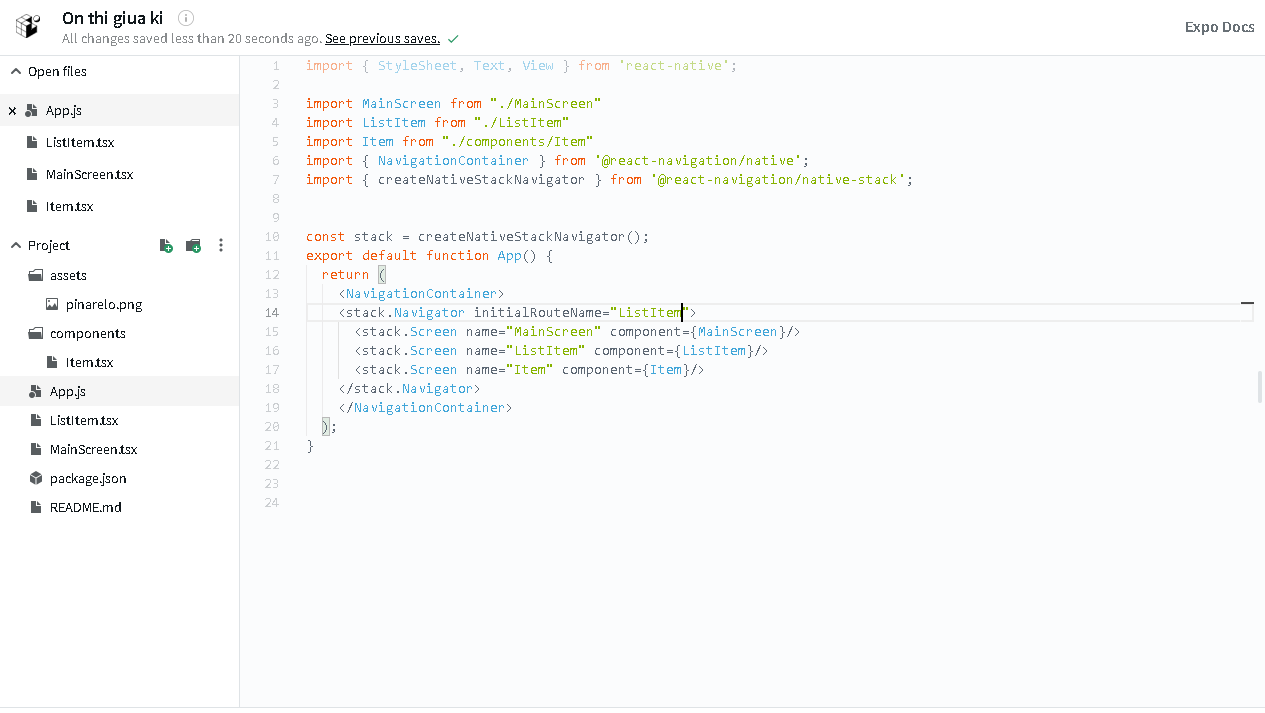 On thi giua ki
All changes saved less than 20 seconds ago. See previous saves.
Expo Docs
Open files
App.js
ListItem.tsx
MainScreen.tsx
Item.tsx
Project
assets
pinarelo.png
components
Item.tsx
App.js
ListItem.tsx
MainScreen.tsx
package.json
README.md
1 import { StyleSheet, Text, View } from 'react-native';
2
3 import MainScreen from "./MainScreen"
4 import ListItem from "./ListItem"
5 import Item from "./components/Item"
6 import { NavigationContainer } from '@react-navigation/native';
7 import { createNativeStackNavigator } from '@react-navigation/native-stack';
8
9
10 const stack = createNativeStackNavigator();
11 export default function App() {
12 return (
13 <NavigationContainer>
14 <stack.Navigator initialRouteName="ListItem">
15 <stack.Screen name="MainScreen" component={MainScreen}/>
16 <stack.Screen name="ListItem" component={ListItem}/>
17 <stack.Screen name="Item" component={Item}/>
18 </stack.Navigator>
19 </NavigationContainer>
20 );
21 }
22
23
24